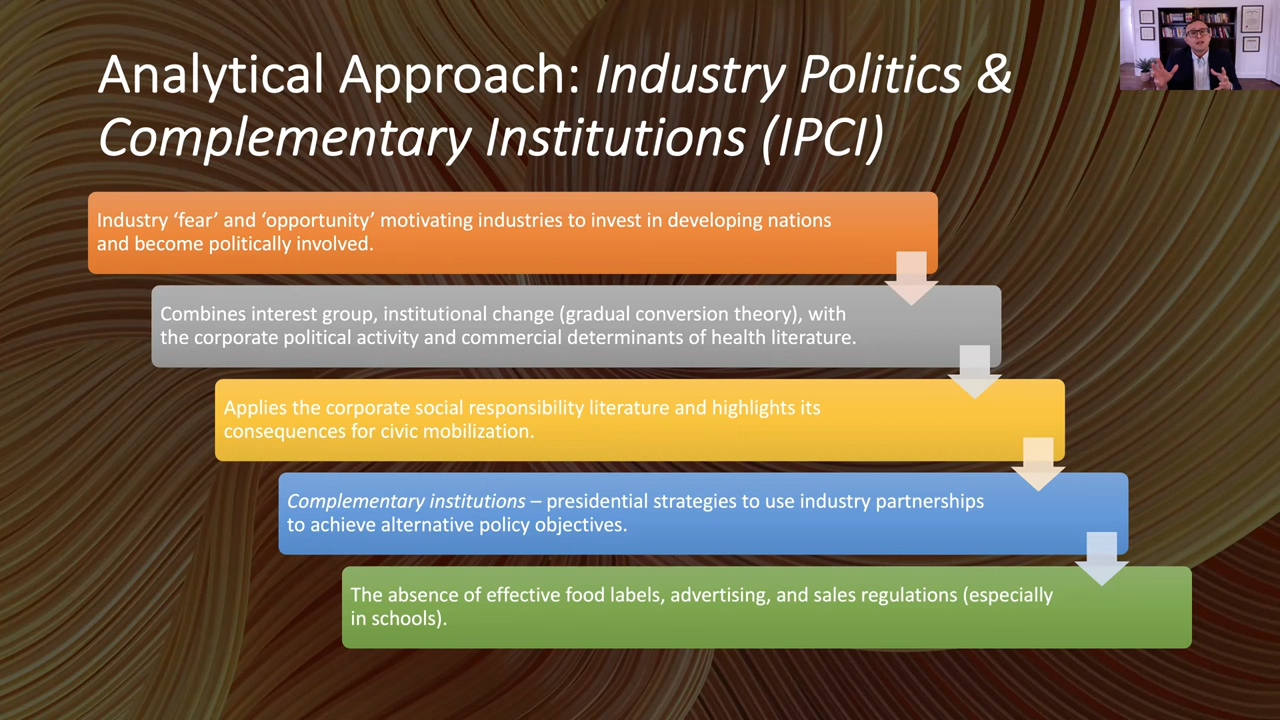 Analytical Approach: Industry Politics &
Complementary Institutions (IPCI)
Industry ‘fear’ and ‘opportunity’ motivating industries to invest in developing nations
and become politically involved.
Combines interest group, institutional change (gradual conversion theory), with
the corporate political activity and commercial determinants of health literature.
Applies the corporate social responsibility literature and highlights its
consequences for civic mobilization.
Complementary institutions – presidential strategies to use industry partnerships
to achieve alternative policy objectives.
The absence of effective food labels, advertising, and sales regulations (especially
in schools).